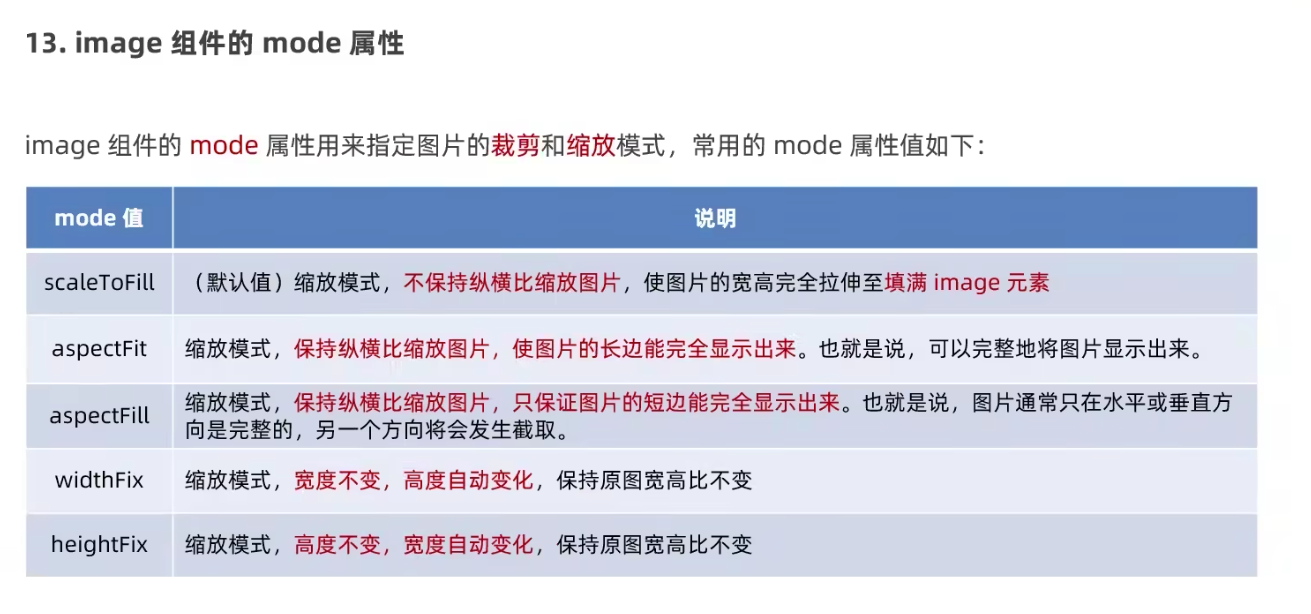 13. image 组件的 mode 属性
image 组件的 mode 属性用来指定图片的裁剪和缩放模式，常用的 mode 属性值如下：
mode 值 说明
scaleToFill （默认值）缩放模式，不保持纵横比缩放图片，使图片的宽高完全拉伸至填满 image 元素
aspectFit 缩放模式，保持纵横比缩放图片，使图片的长边能完全显示出来。也就是说，可以完整地将图片显示出来。
aspectFill 缩放模式，保持纵横比缩放图片，只保证图片的短边能完全显示出来。也就是说，图片通常只在水平或垂直方
向是完整的，另一个方向将会发生截取。
widthFix 缩放模式，宽度不变，高度自动变化，保持原图宽高比不变
heightFix 缩放模式，高度不变，宽度自动变化，保持原图宽高比不变